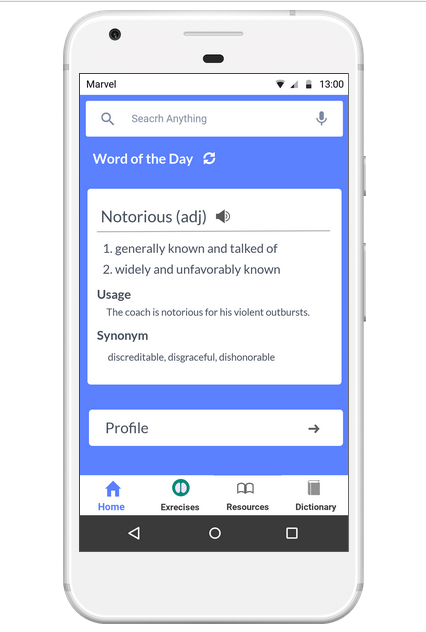 Marvel 13:00
Seacrh Anything
Word of the Day
Notorious (adj)
1. generally known and talked of
2. widely and unfavorably known
Usage
The coach is notorious for his violent outbursts.
Synonym
discreditable, disgraceful, dishonorable
Profile
Home Exrecises Resources Dictionary